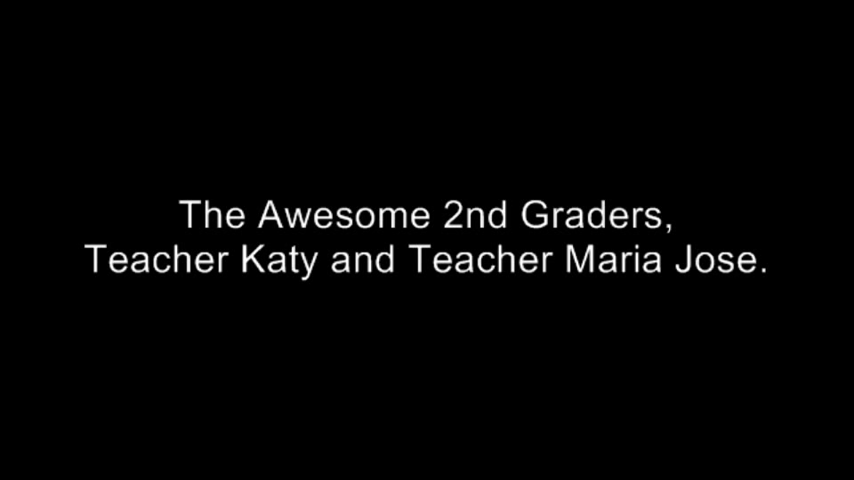 The Awesome 2nd Graders,
Teacher Katy and Teacher Maria Jose.